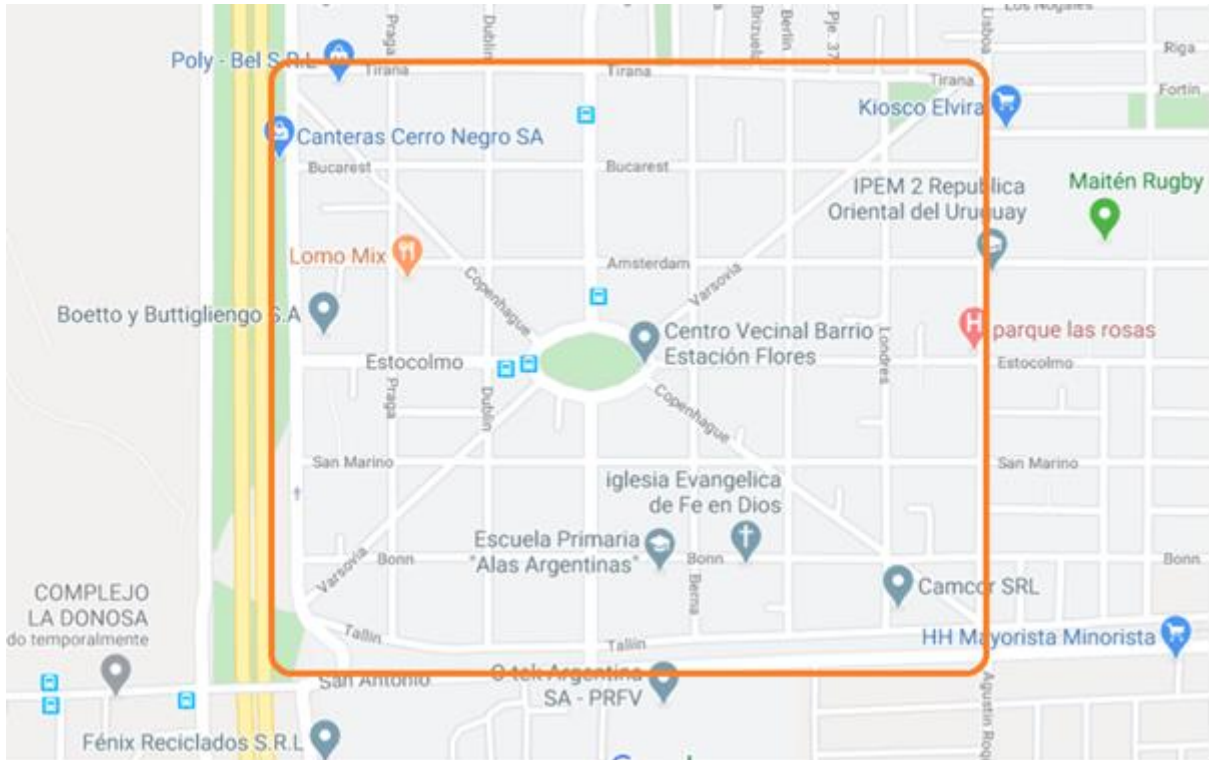 Los Nogales
Praga
Dublin
Brizuela
Berlin
Pje. 37
Lisboa
Riga
Poly - Bel S.R.L
Tirana
Tirana
Tirana
Fortín
Kiosco Elvira
Canteras Cerro Negro SA
Bucarest
Bucarest
IPEM 2 Republica
Oriental del Uruguay
Maitén Rugby
Lomo Mix
Amsterdam
Copenhague
Varsovia
Boetto y Buttigliengo S.A
Centro Vecinal Barrio
Estación Flores
H
parque las rosas
Londres
Estocolmo
Estocolmo
Praga
Dublin
Copenhague
San Marino
San Marino
iglesia Evangelica
de Fe en Dios
Escuela Primaria
"Alas Argentinas"
Varsovia
Bonn
Bonn
Bonn
Berna
Camcor SRL
COMPLEJO
LA DONOSA
do temporalmente
Tallin
Tallin
HH Mayorista Minorista
San Antonio
O-tek Argentina
SA - PRFV
Agustín Roq
Fénix Reciclados S.R.L